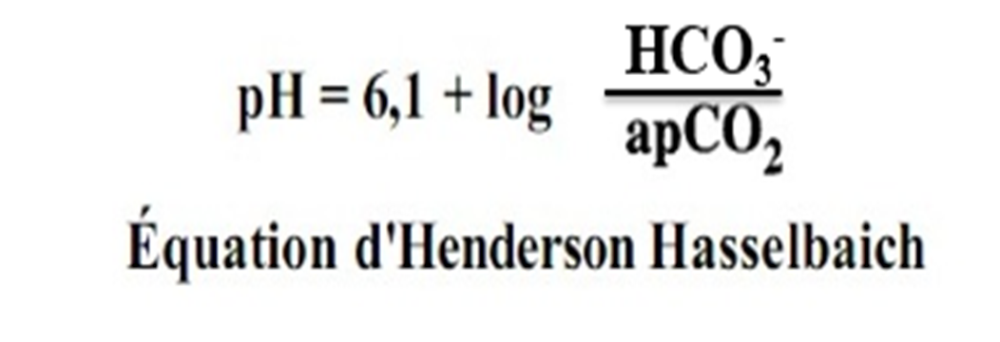 pH = 6,1 + log HCO₃⁻ / apCO₂
Équation d'Henderson Hasselbaich